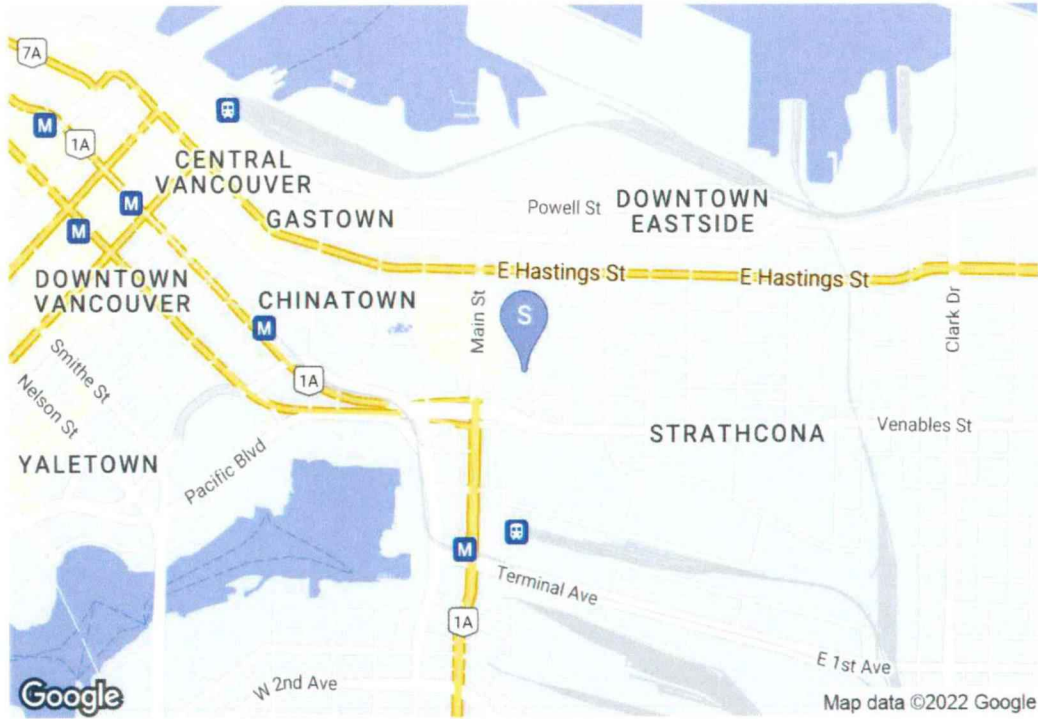 7A
M
1A
CENTRAL
VANCOUVER
M
M
GASTOWN
Powell St
DOWNTOWN
EASTSIDE
E Hastings St
E Hastings St
DOWNTOWN
VANCOUVER
CHINATOWN
M
Main St
S
Clark Dr
Smithe St
Nelson St
1A
YALETOWN
Pacific Blvd
STRATHCONA
Venables St
M
Terminal Ave
1A
E 1st Ave
W 2nd Ave
Google
Map data ©2022 Google